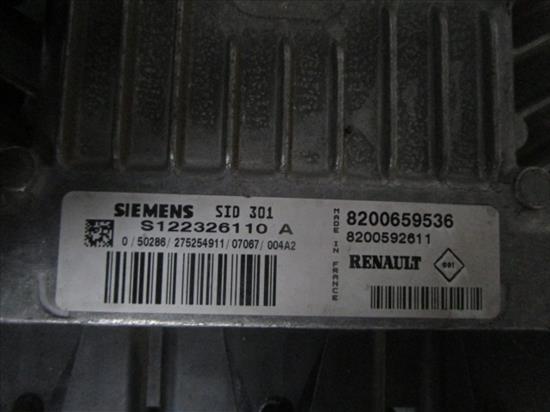 SIEMENS SID 301
S122326110 A
0/50286/275254911/07067/004A2
MADE IN FRANCE
8200659536
8200592611
RENAULT